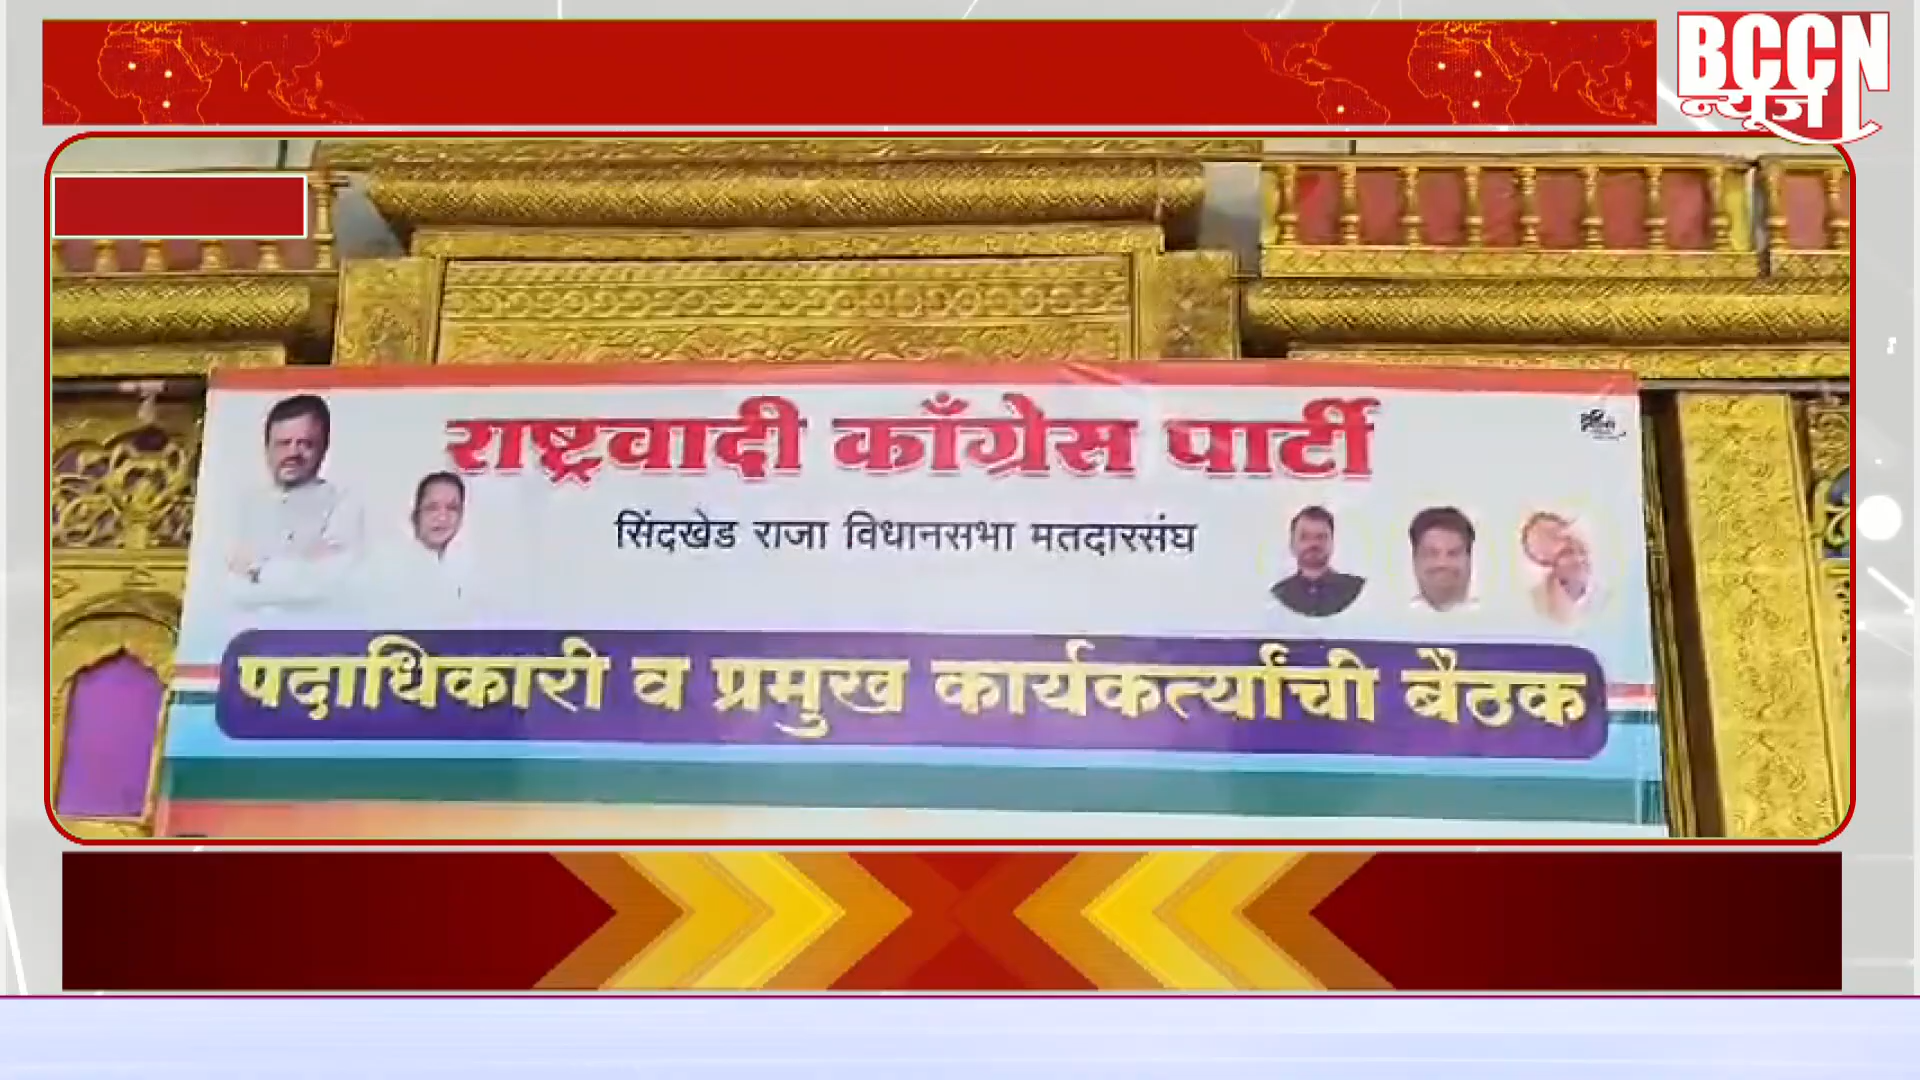 BCCN
न्यूज
राष्ट्रवादी काँग्रेस पार्टी
सिंदखेड राजा विधानसभा मतदारसंघ
पदाधिकारी व प्रमुख कार्यकर्त्यांची बैठक